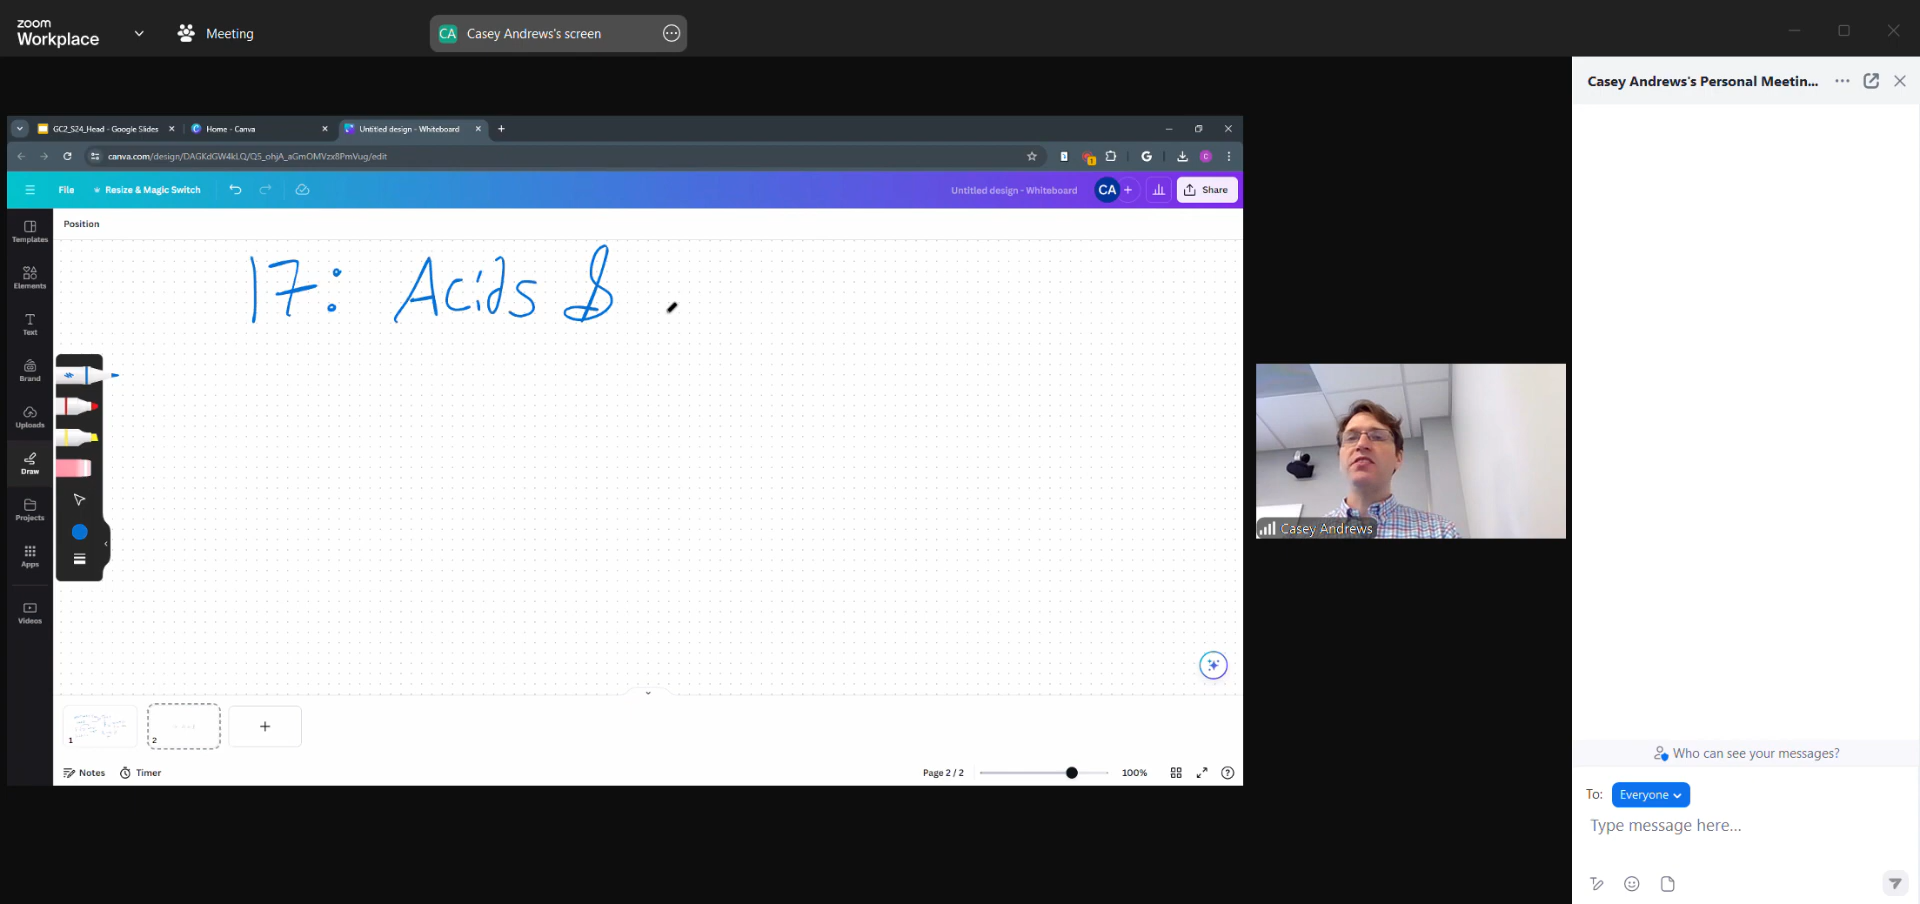 zoom
Workplace
Meeting
CA Casey Andrews's screen
Casey Andrews's Personal Meetin...
GC2_S24_Head - Google Slides
Home - Canva
Untitled design - Whiteboard
canva.com/design/DAGKdGW4kLQ/QS_ohjA_aGmOMVzx8PmVug/edit
File
Resize & Magic Switch
Untitled design - Whiteboard
CA
Share
Position
Templates
Elements
Text
Brand
Uploads
Draw
Projects
Apps
Videos
17: Acids &
Casey Andrews
1
2
Notes
Timer
Page 2 / 2
100%
Who can see your messages?
To: Everyone
Type message here...